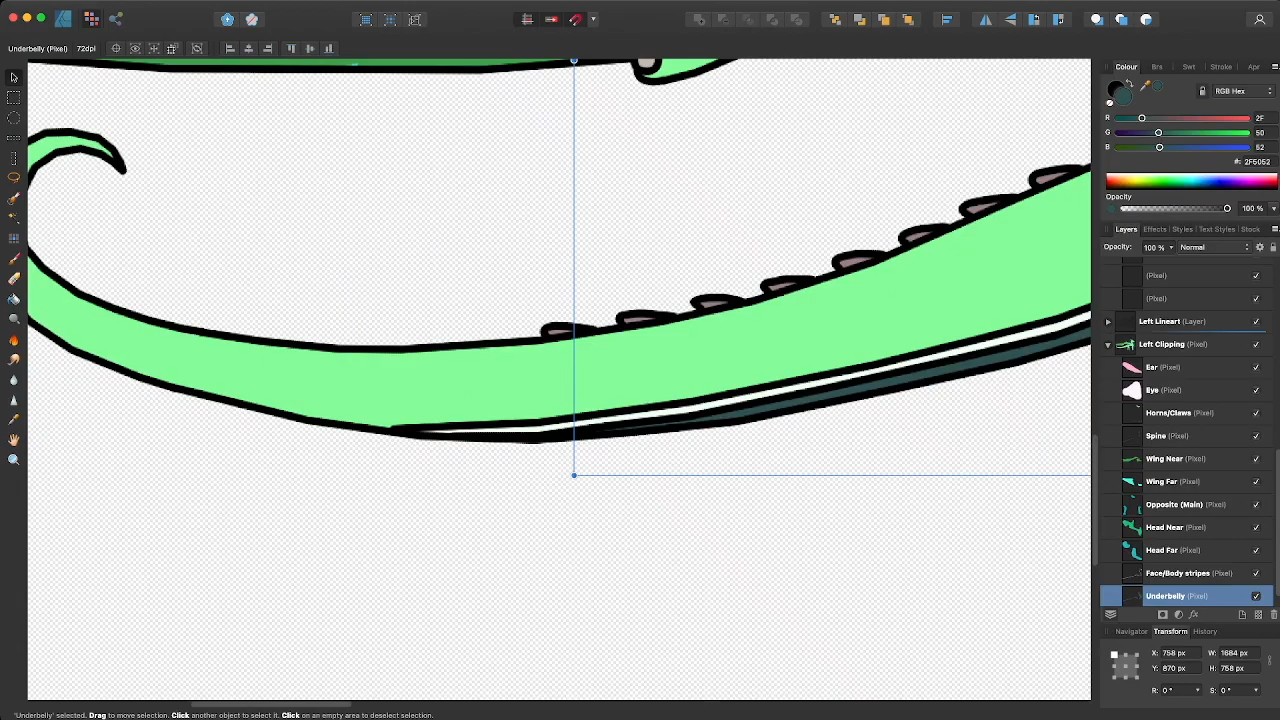 Underbelly (Pixel) 72dpi
Colour Brs Swt Stroke Apr
RGB Hex
R 2F
G 50
B 52
#: 2F5052
Opacity
100 %
Layers Effects Styles Text Styles Stock
Opacity: 100 % Normal
(Pixel)
(Pixel)
Left Lineart (Layer)
Left Clipping (Pixel)
Ear (Pixel)
Eye (Pixel)
Horns/Claws (Pixel)
Spine (Pixel)
Wing Near (Pixel)
Wing Far (Pixel)
Opposite (Main) (Pixel)
Head Near (Pixel)
Head Far (Pixel)
Face/Body stripes (Pixel)
Underbelly (Pixel)
Navigator Transform History
X: 758 px W: 1684 px
Y: 870 px H: 758 px
R: 0 ° S: 0 °
'Underbelly' selected. Drag to move selection. Click another object to select it. Click on an empty area to deselect selection.